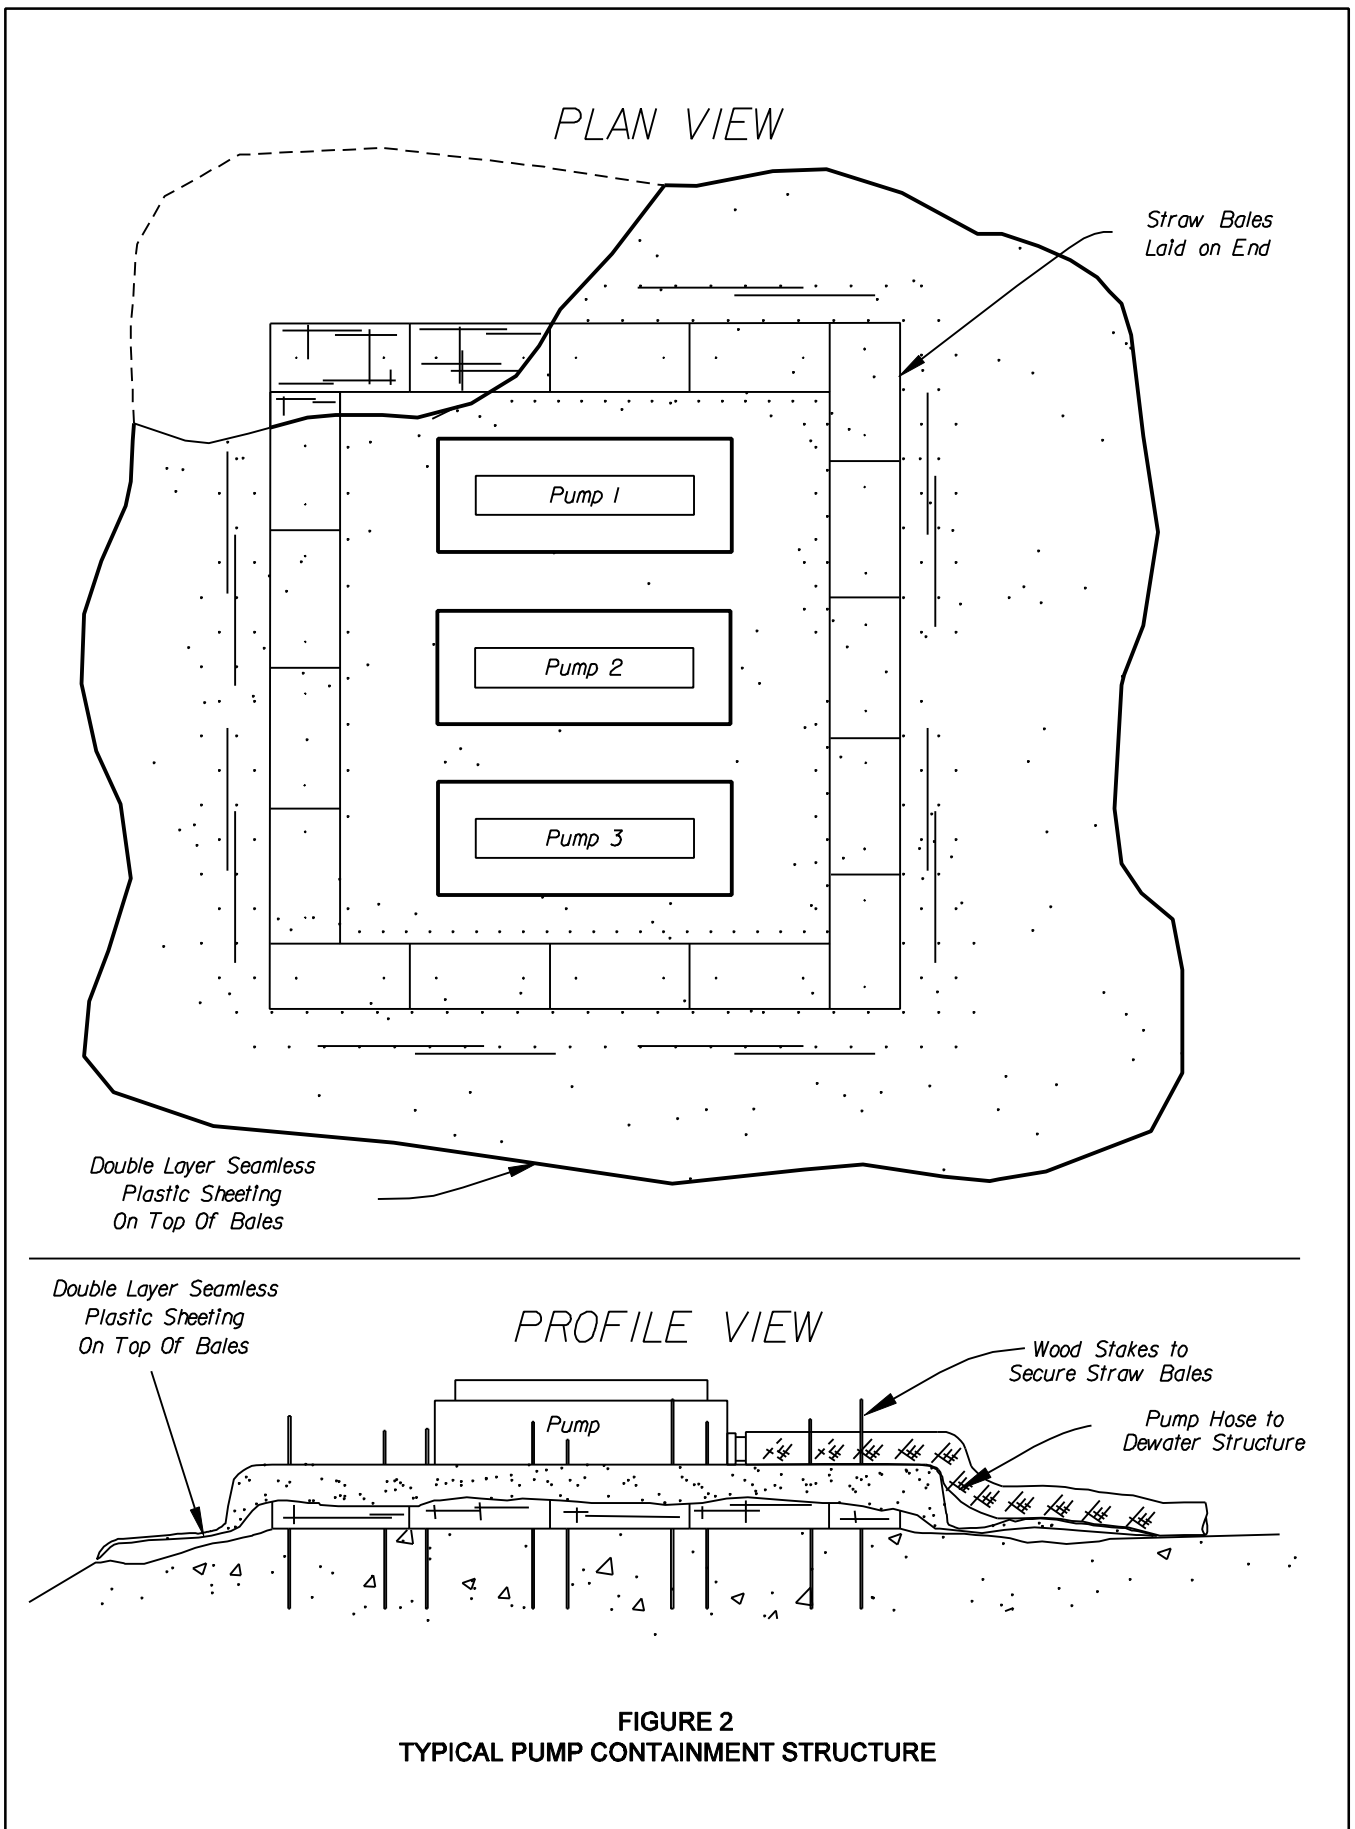 PLAN VIEW
Straw Bales
Laid on End
Pump 1
Pump 2
Pump 3
Double Layer Seamless
Plastic Sheeting
On Top Of Bales
Double Layer Seamless
Plastic Sheeting
On Top Of Bales
PROFILE VIEW
Wood Stakes to
Secure Straw Bales
Pump
Pump Hose to
Dewater Structure
FIGURE 2
TYPICAL PUMP CONTAINMENT STRUCTURE